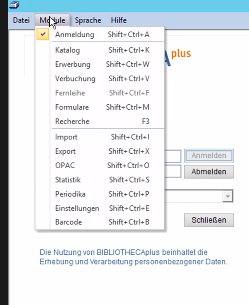 Datei Module Sprache Hilfe
Anmeldung Shift+Ctrl+A
Katalog Shift+Ctrl+K
Erwerbung Shift+Ctrl+W
Verbuchung Shift+Ctrl+V
Fernleihe Shift+Ctrl+F
Formulare Shift+Ctrl+M
Recherche F3
Import Shift+Ctrl+I
Export Shift+Ctrl+X
OPAC Shift+Ctrl+O
Statistik Shift+Ctrl+S
Periodika Shift+Ctrl+P
Einstellungen Shift+Ctrl+E
Barcode Shift+Ctrl+B
A plus
Anmelden
Abmelden
Schließen
Die Nutzung von BIBLIOTHECAplus beinhaltet die
Erhebung und Verarbeitung personenbezogener Daten.